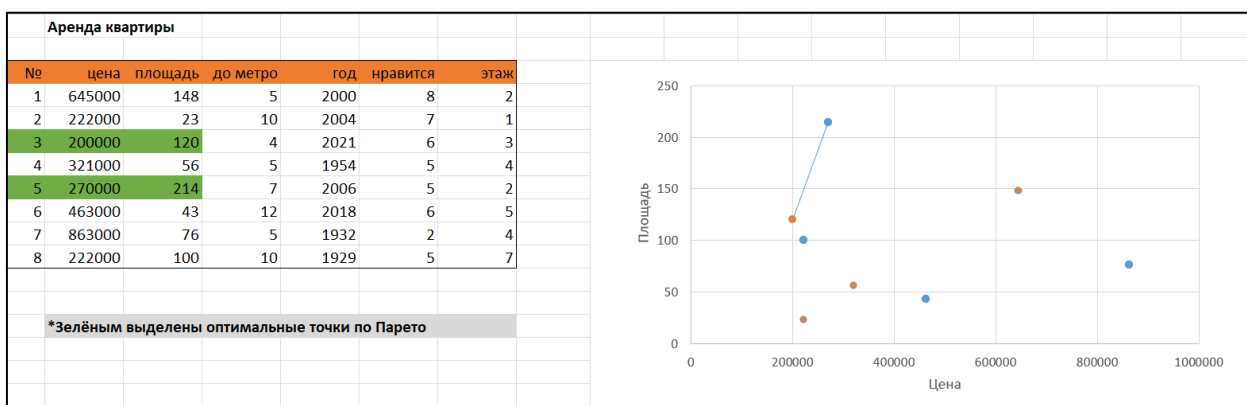 Аренда квартиры
№ цена площадь до метро год нравится этаж
1 645000 148 5 2000 8 2
2 222000 23 10 2004 7 1
3 200000 120 4 2021 6 3
4 321000 56 5 1954 5 4
5 270000 214 7 2006 5 2
6 463000 43 12 2018 6 5
7 863000 76 5 1932 2 4
8 222000 100 10 1929 5 7
*Зелёным выделены оптимальные точки по Парето
Площадь
250
200
150
100
50
0
0 200000 400000 600000 800000 1000000
Цена